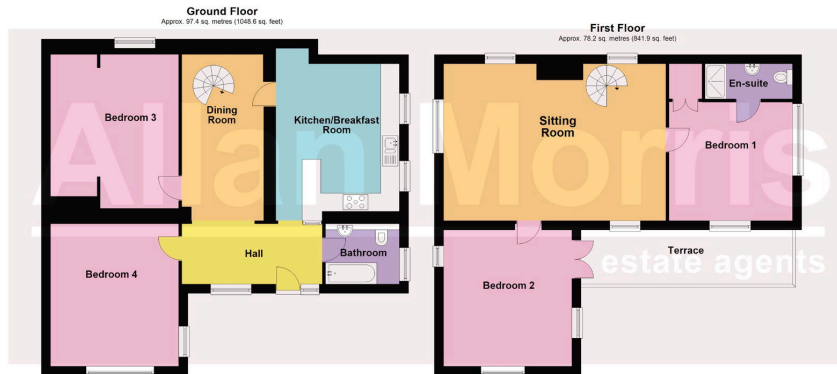 Ground Floor
Approx. 97.4 sq. metres (1048.6 sq. feet)
Bedroom 3
Dining
Room
Kitchen/Breakfast
Room
Bedroom 4
Hall
Bathroom
First Floor
Approx. 78.2 sq. metres (841.9 sq. feet)
Sitting
Room
En-suite
Bedroom 1
Bedroom 2
Terrace
Allan Morris
estate agents